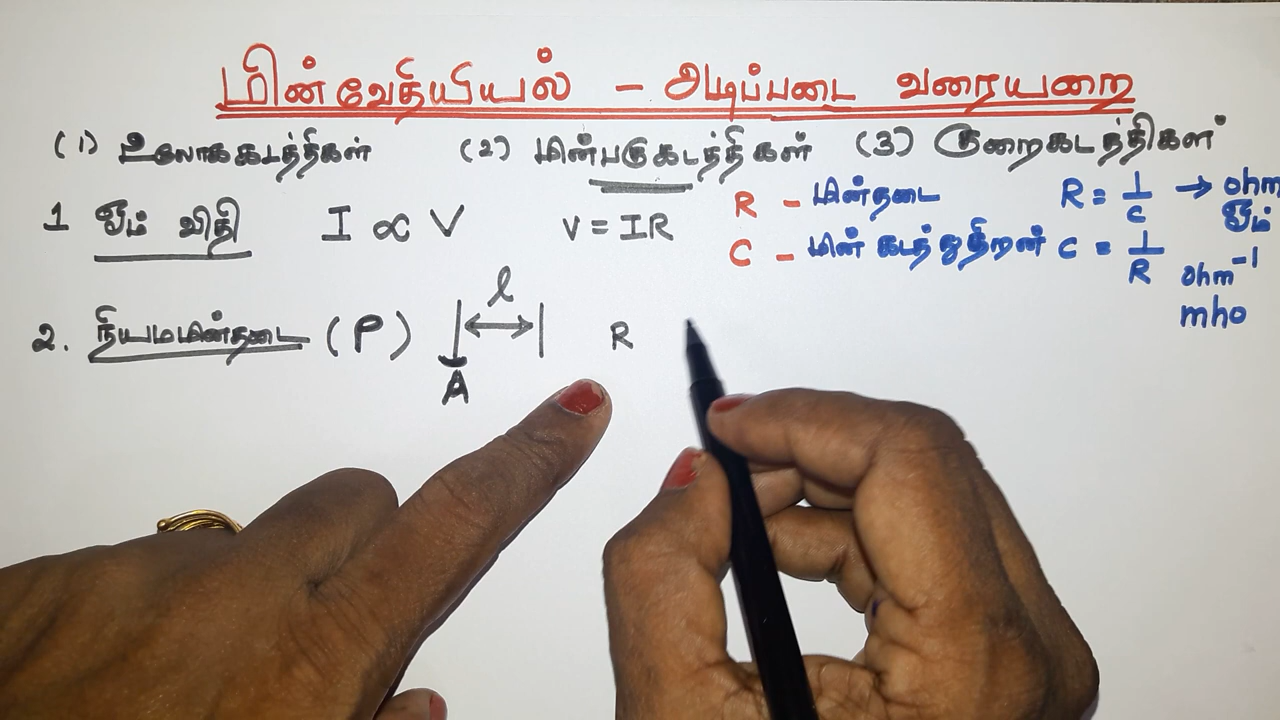 மின்வேதியியல் - அடிப்படை வரையறை
(1) உலோககடத்திகள் (2) மின்பகுகடத்திகள் (3) குறைகடத்திகள்
1 ஓம் விதி I ∝ V V = IR
R - மின்தடை R = 1/C → ohm ஓம்
C - மின் கடத்துதிறன் C = 1/R ohm⁻¹ mho
2. நியமமின்தடை (ρ) l A R